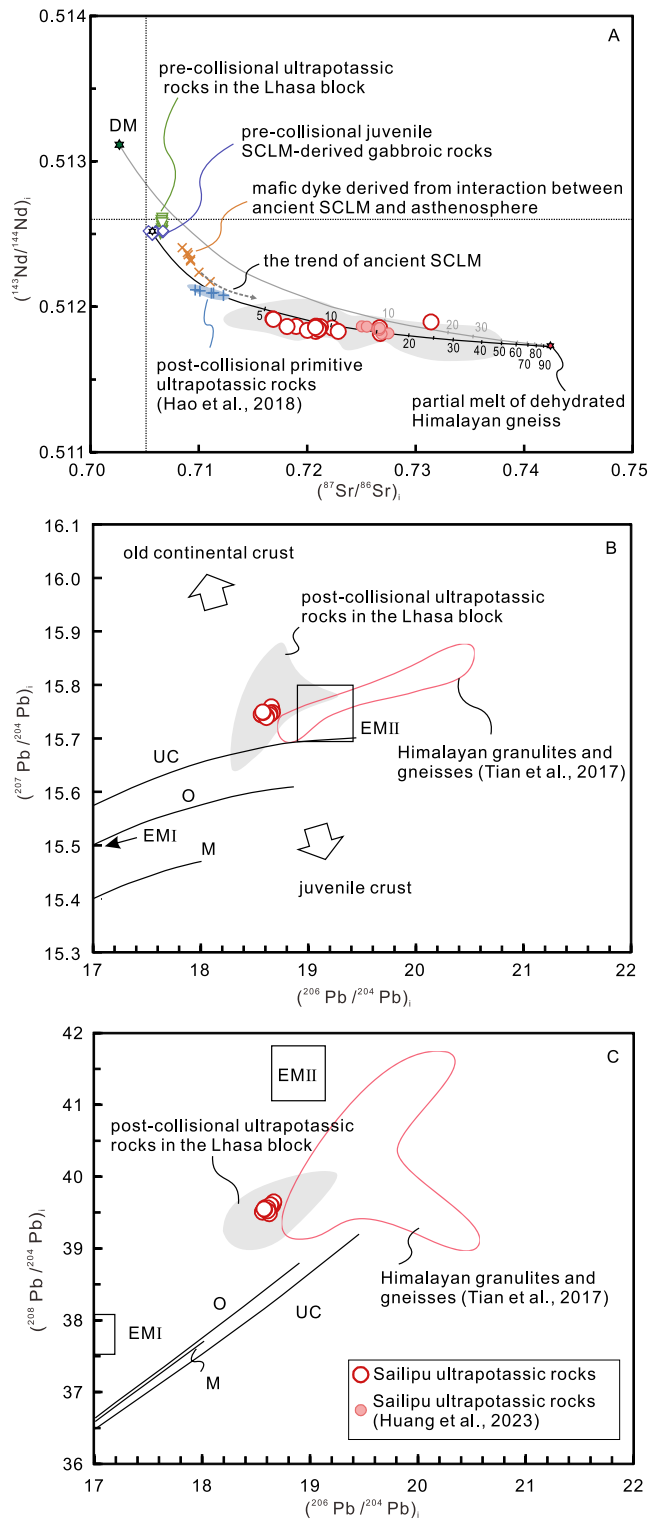 0.514
A
pre-collisional ultrapotassic
rocks in the Lhasa block
DM
pre-collisional juvenile
SCLM-derived gabbroic rocks
0.513
mafic dyke derived from interaction between
ancient SCLM and asthenosphere
(143Nd/144Nd)i
the trend of ancient SCLM
0.512
5
10
10
20
30
20
30
40
50
60
70
80
90
post-collisional primitive
ultrapotassic rocks
(Hao et al., 2018)
partial melt of dehydrated
Himalayan gneiss
0.511
0.70
0.71
0.72
0.73
0.74
0.75
(87Sr/86Sr)i
16.1
B
old continental crust
16.0
post-collisional ultrapotassic
rocks in the Lhasa block
15.9
15.8
(207Pb/204Pb)i
15.7
EMII
UC
Himalayan granulites and
gneisses (Tian et al., 2017)
15.6
O
EMI
15.5
M
juvenile crust
15.4
15.3
17
18
19
20
21
22
(206Pb/204Pb)i
42
C
EMII
41
post-collisional ultrapotassic
rocks in the Lhasa block
40
(208Pb/204Pb)i
39
Himalayan granulites and
gneisses (Tian et al., 2017)
O
UC
38
EMI
M
37
Sailipu ultrapotassic rocks
Sailipu ultrapotassic rocks
(Huang et al., 2023)
36
17
18
19
20
21
22
(206Pb/204Pb)i